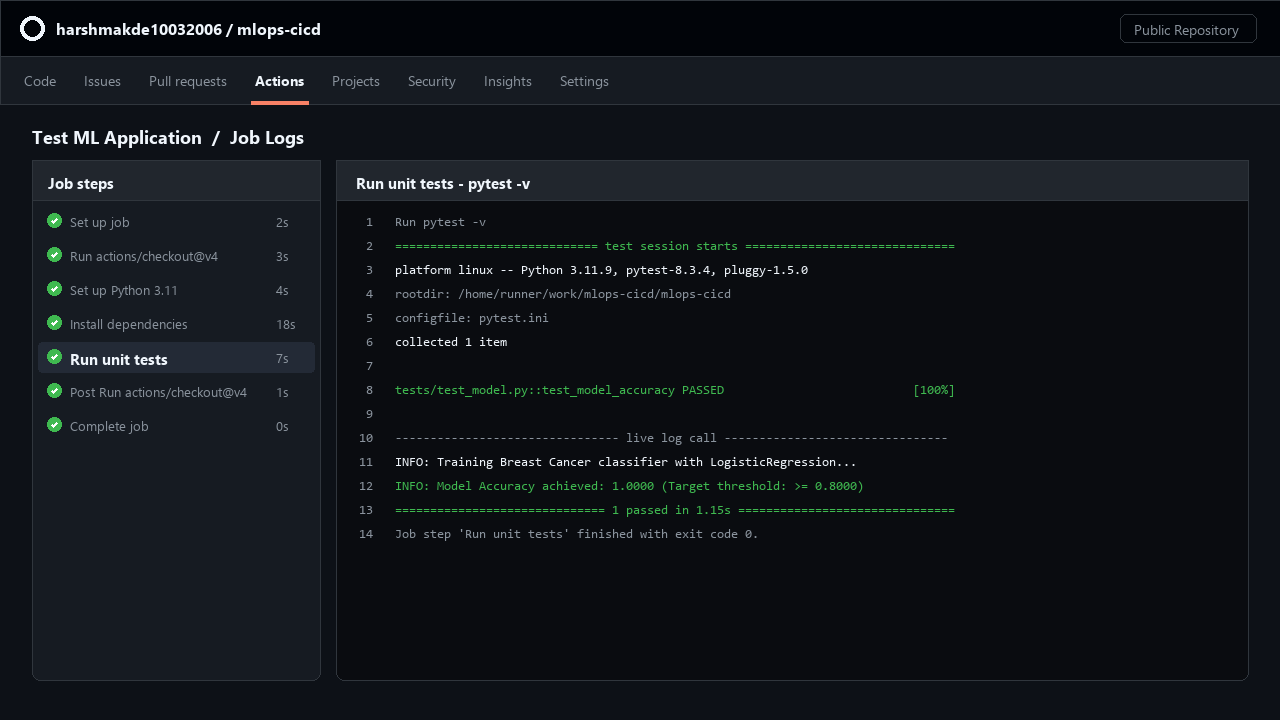 harshmakde10032006 / mlops-cicd
Public Repository
Code Issues Pull requests Actions Projects Security Insights Settings
Test ML Application / Job Logs
Job steps
Set up job 2s
Run actions/checkout@v4 3s
Set up Python 3.11 4s
Install dependencies 18s
Run unit tests 7s
Post Run actions/checkout@v4 1s
Complete job 0s
Run unit tests - pytest -v
1 Run pytest -v
2 ============================= test session starts ==============================
3 platform linux -- Python 3.11.9, pytest-8.3.4, pluggy-1.5.0
4 rootdir: /home/runner/work/mlops-cicd/mlops-cicd
5 configfile: pytest.ini
6 collected 1 item
7
8 tests/test_model.py::test_model_accuracy PASSED [100%]
9
10 -------------------------------- live log call --------------------------------
11 INFO: Training Breast Cancer classifier with LogisticRegression...
12 INFO: Model Accuracy achieved: 1.0000 (Target threshold: >= 0.8000)
13 ============================== 1 passed in 1.15s ===============================
14 Job step 'Run unit tests' finished with exit code 0.